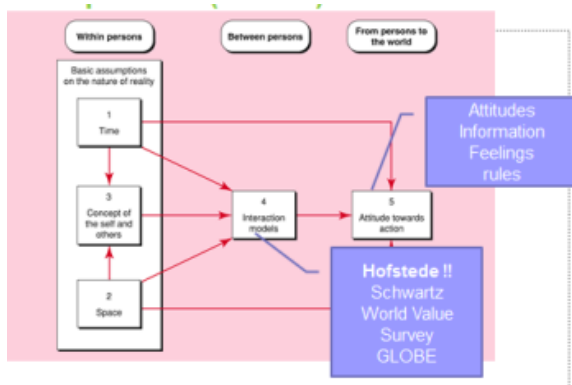 Within persons
Between persons
From persons to
the world
Basic assumptions
on the nature of reality
1
Time
3
Concept of
the self and
others
2
Space
4
Interaction
models
5
Attitude towards
action
Attitudes
Information
Feelings
rules
Hofstede !!
Schwartz
World Value
Survey
GLOBE